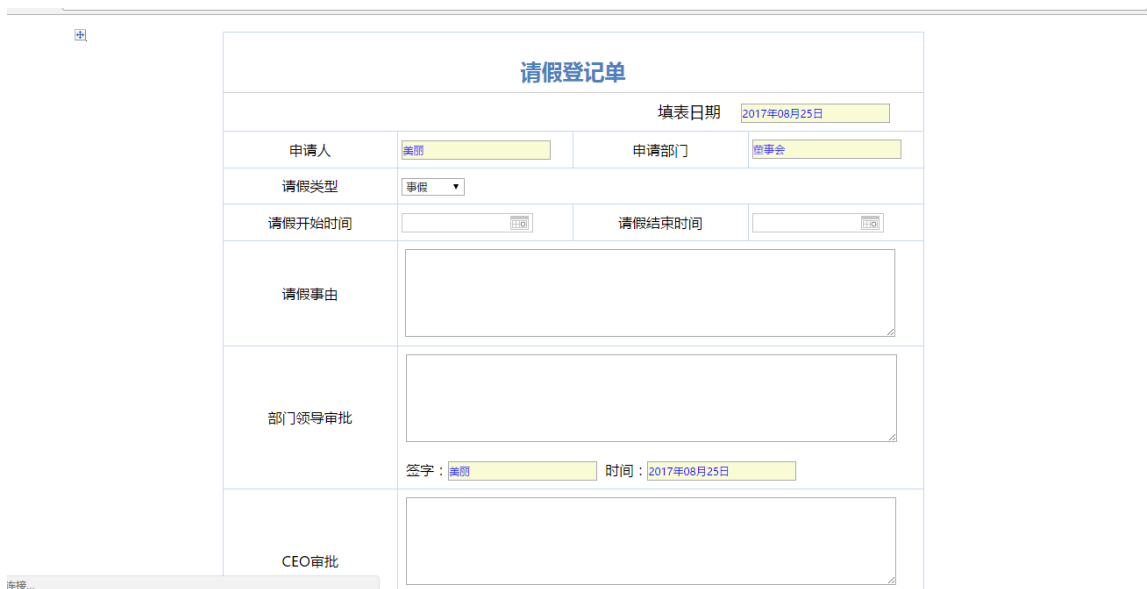 请假登记单
填表日期 2017年08月25日
申请人 美丽 申请部门 董事会
请假类型 事假
请假开始时间 请假结束时间
请假事由
部门领导审批
签字：美丽 时间：2017年08月25日
CEO审批
连接...